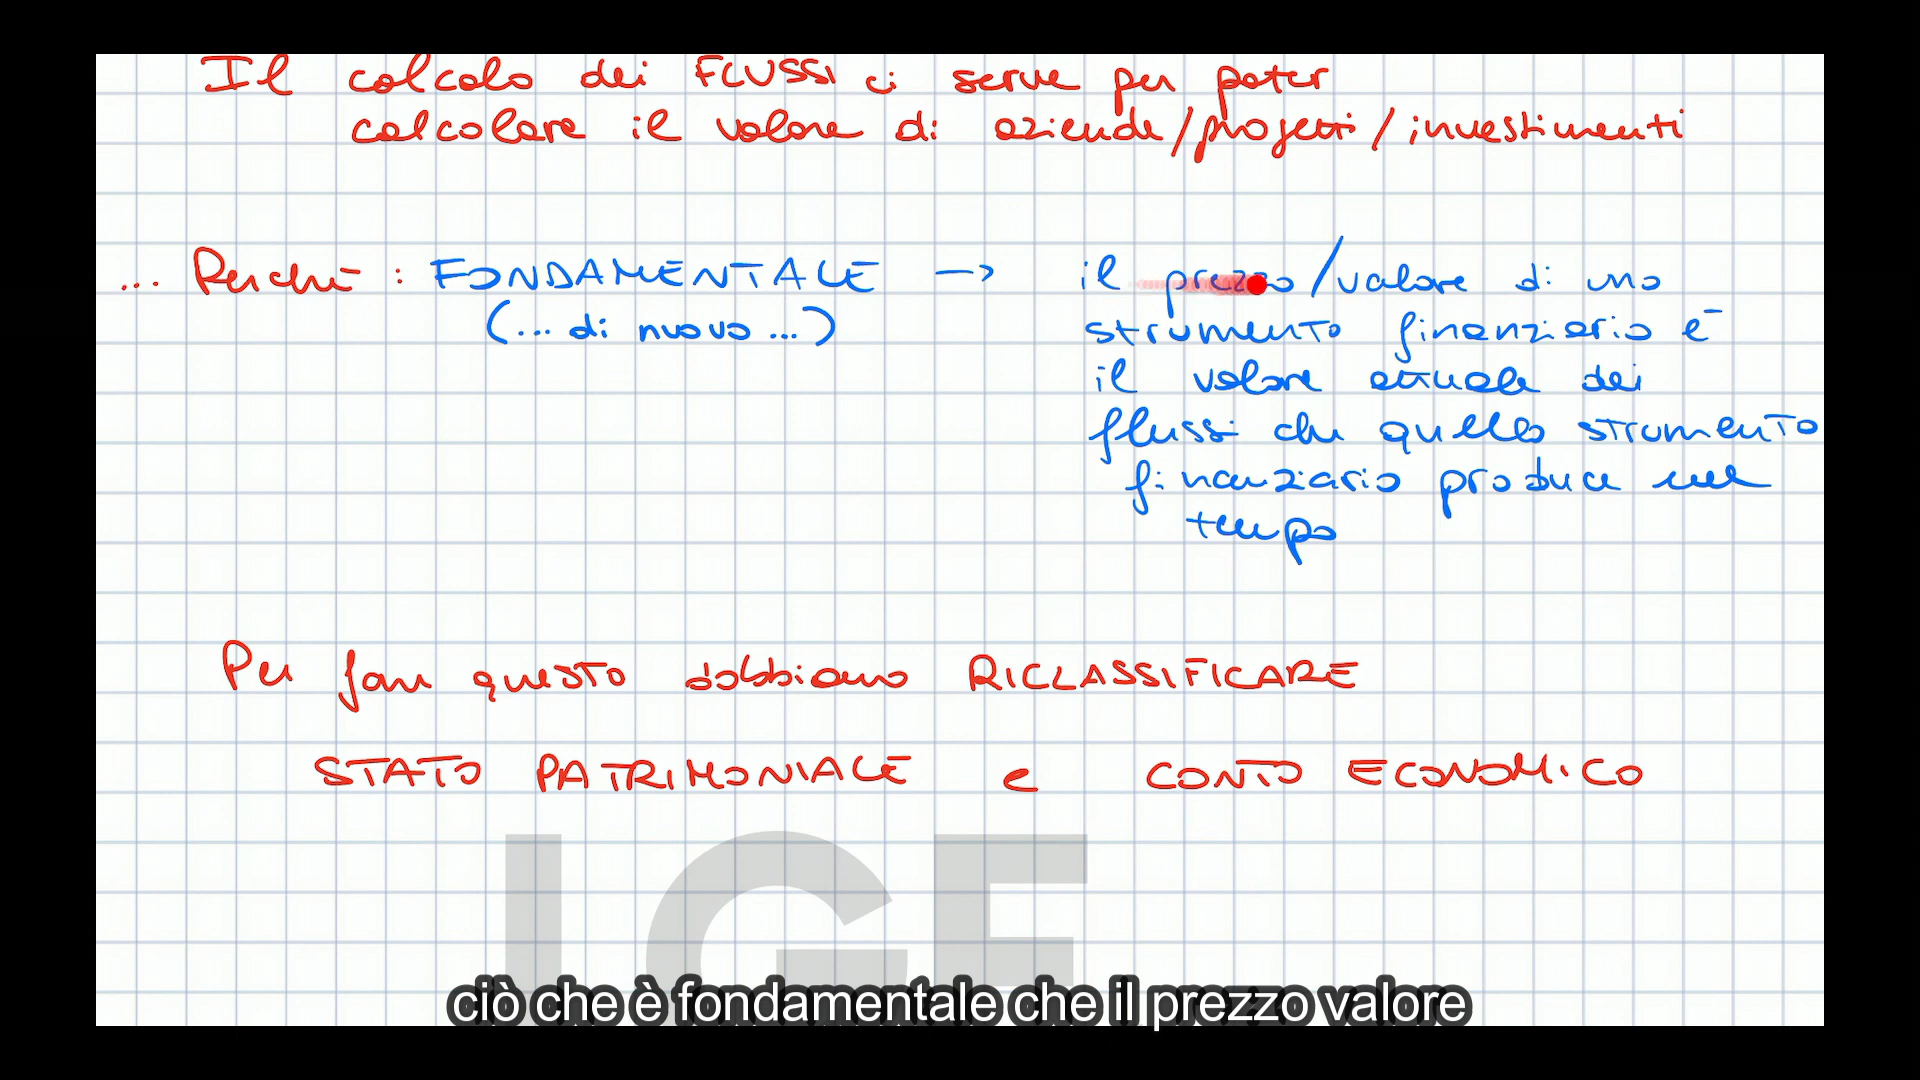 Il calcolo dei FLUSSI ci serve per poter
calcolare il valore di aziende/progetti/investimenti
... Perché : FONDAMENTALE → il prezzo/valore di uno
(... di nuovo ...) strumento finanziario è
il valore attuale dei
flussi che quello strumento
finanziario produce nel
tempo
Per fare questo dobbiamo RICLASSIFICARE
STATO PATRIMONIALE e CONTO ECONOMICO
IGF
ciò che è fondamentale che il prezzo valore